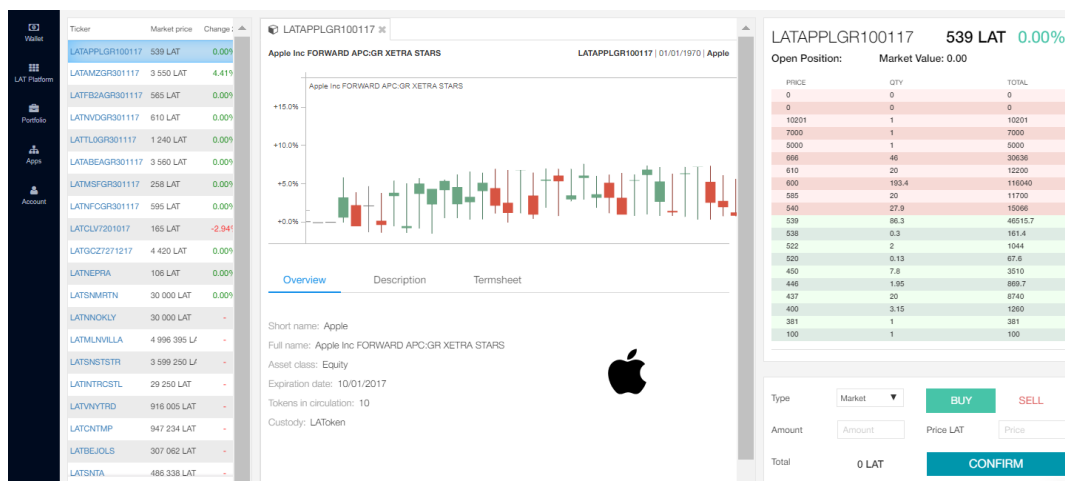 Wallet
LAT Platform
Portfolio
Apps
Account
Ticker Market price Change
LATAPPLGR100117 539 LAT 0.00%
LATAMZGR301117 3 550 LAT 4.41%
LATFB2AGR301117 565 LAT 0.00%
LATNVDGR301117 610 LAT 0.00%
LATTL0GR301117 1 240 LAT 0.00%
LATABEAGR301117 3 560 LAT 0.00%
LATMSFGR301117 258 LAT 0.00%
LATNFCGR301117 595 LAT 0.00%
LATCLV7201017 165 LAT -2.94%
LATGCZ7271217 4 420 LAT 0.00%
LATNEPRA 106 LAT 0.00%
LATSNMRTN 30 000 LAT 0.00%
LATNNOKLY 30 000 LAT -
LATMLNVILLA 4 996 395 LA -
LATSNSTSTR 3 599 250 LA -
LATINTRCSTL 29 250 LAT -
LATVNYTRD 916 005 LAT -
LATCNTMP 947 234 LAT -
LATBEJOLS 307 062 LAT -
LATSNTA 486 338 LAT -
LATAPPLGR100117
Apple Inc FORWARD APC:GR XETRA STARS LATAPPLGR100117 | 01/01/1970 | Apple
Apple Inc FORWARD APC:GR XETRA STARS
+15.0%
+10.0%
+5.0%
+0.0%
Overview Description Termsheet
Short name: Apple
Full name: Apple Inc FORWARD APC:GR XETRA STARS
Asset class: Equity
Expiration date: 10/01/2017
Tokens in circulation: 10
Custody: LAToken
LATAPPLGR100117 539 LAT 0.00%
Open Position: Market Value: 0.00
PRICE QTY TOTAL
0 0 0
0 0 0
10201 1 10201
7000 1 7000
5000 1 5000
666 46 30636
610 20 12200
600 193.4 116040
585 20 11700
540 27.9 15066
539 86.3 46515.7
538 0.3 161.4
522 2 1044
520 0.13 67.6
450 7.8 3510
446 1.95 869.7
437 20 8740
400 3.15 1260
381 1 381
100 1 100
Type Market BUY SELL
Amount Amount Price LAT Price
Total 0 LAT CONFIRM